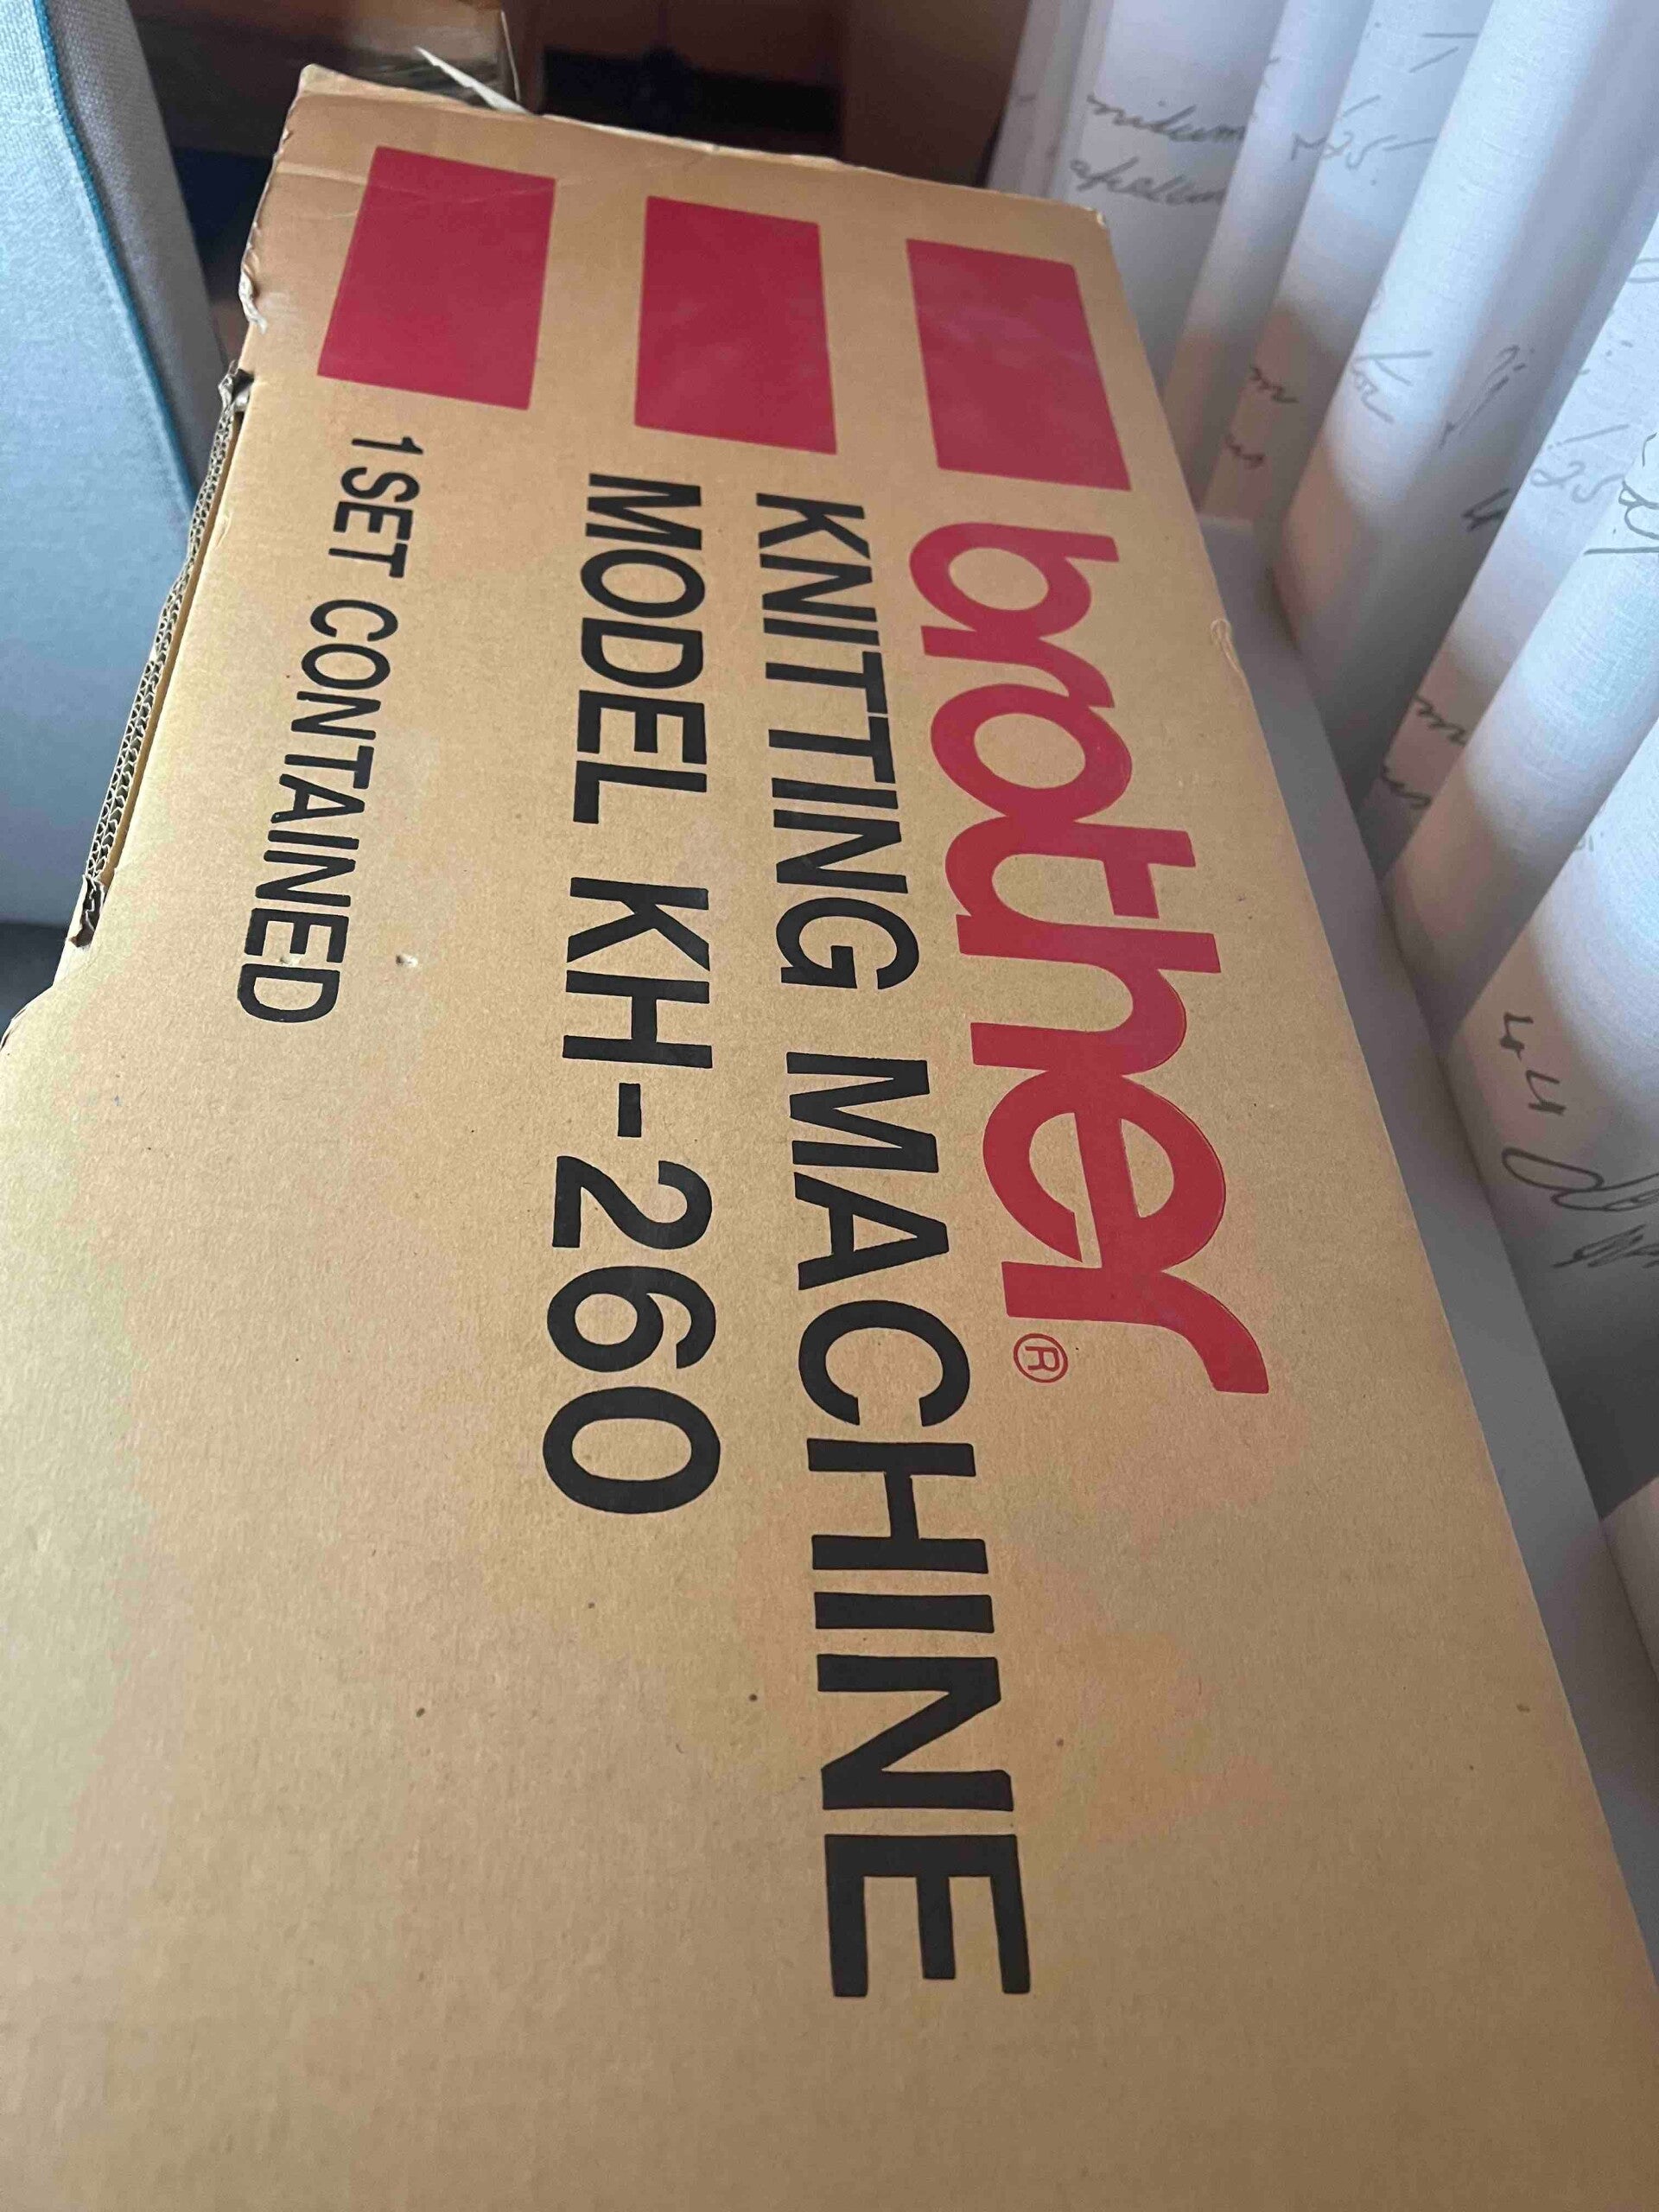 brother®
KNITTING MACHINE
MODEL KH-260
1 SET CONTAINED